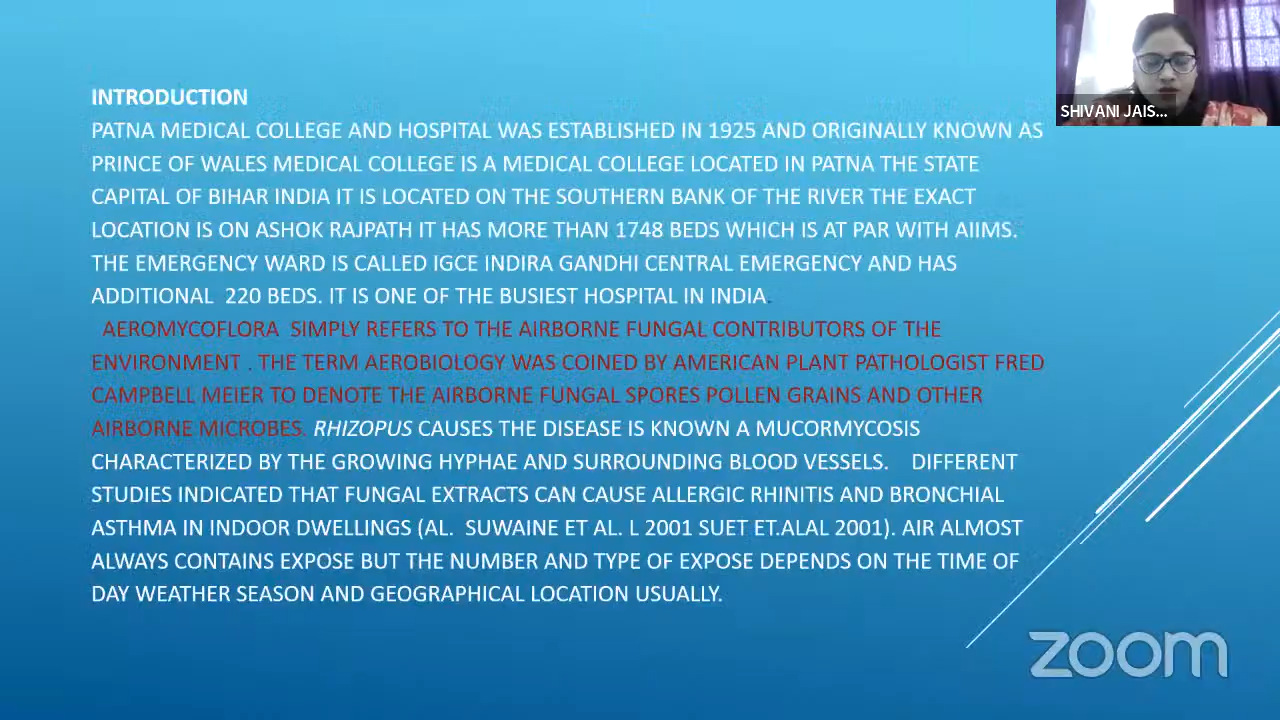 INTRODUCTION
PATNA MEDICAL COLLEGE AND HOSPITAL WAS ESTABLISHED IN 1925 AND ORIGINALLY KNOWN AS
PRINCE OF WALES MEDICAL COLLEGE IS A MEDICAL COLLEGE LOCATED IN PATNA THE STATE
CAPITAL OF BIHAR INDIA IT IS LOCATED ON THE SOUTHERN BANK OF THE RIVER THE EXACT
LOCATION IS ON ASHOK RAJPATH IT HAS MORE THAN 1748 BEDS WHICH IS AT PAR WITH AIIMS.
THE EMERGENCY WARD IS CALLED IGCE INDIRA GANDHI CENTRAL EMERGENCY AND HAS
ADDITIONAL 220 BEDS. IT IS ONE OF THE BUSIEST HOSPITAL IN INDIA.
AEROMYCOFLORA SIMPLY REFERS TO THE AIRBORNE FUNGAL CONTRIBUTORS OF THE
ENVIRONMENT . THE TERM AEROBIOLOGY WAS COINED BY AMERICAN PLANT PATHOLOGIST FRED
CAMPBELL MEIER TO DENOTE THE AIRBORNE FUNGAL SPORES POLLEN GRAINS AND OTHER
AIRBORNE MICROBES. RHIZOPUS CAUSES THE DISEASE IS KNOWN A MUCORMYCOSIS
CHARACTERIZED BY THE GROWING HYPHAE AND SURROUNDING BLOOD VESSELS. DIFFERENT
STUDIES INDICATED THAT FUNGAL EXTRACTS CAN CAUSE ALLERGIC RHINITIS AND BRONCHIAL
ASTHMA IN INDOOR DWELLINGS (AL. SUWAINE ET AL. L 2001 SUET ET.ALAL 2001). AIR ALMOST
ALWAYS CONTAINS EXPOSE BUT THE NUMBER AND TYPE OF EXPOSE DEPENDS ON THE TIME OF
DAY WEATHER SEASON AND GEOGRAPHICAL LOCATION USUALLY.
SHIVANI JAIS...
zoom